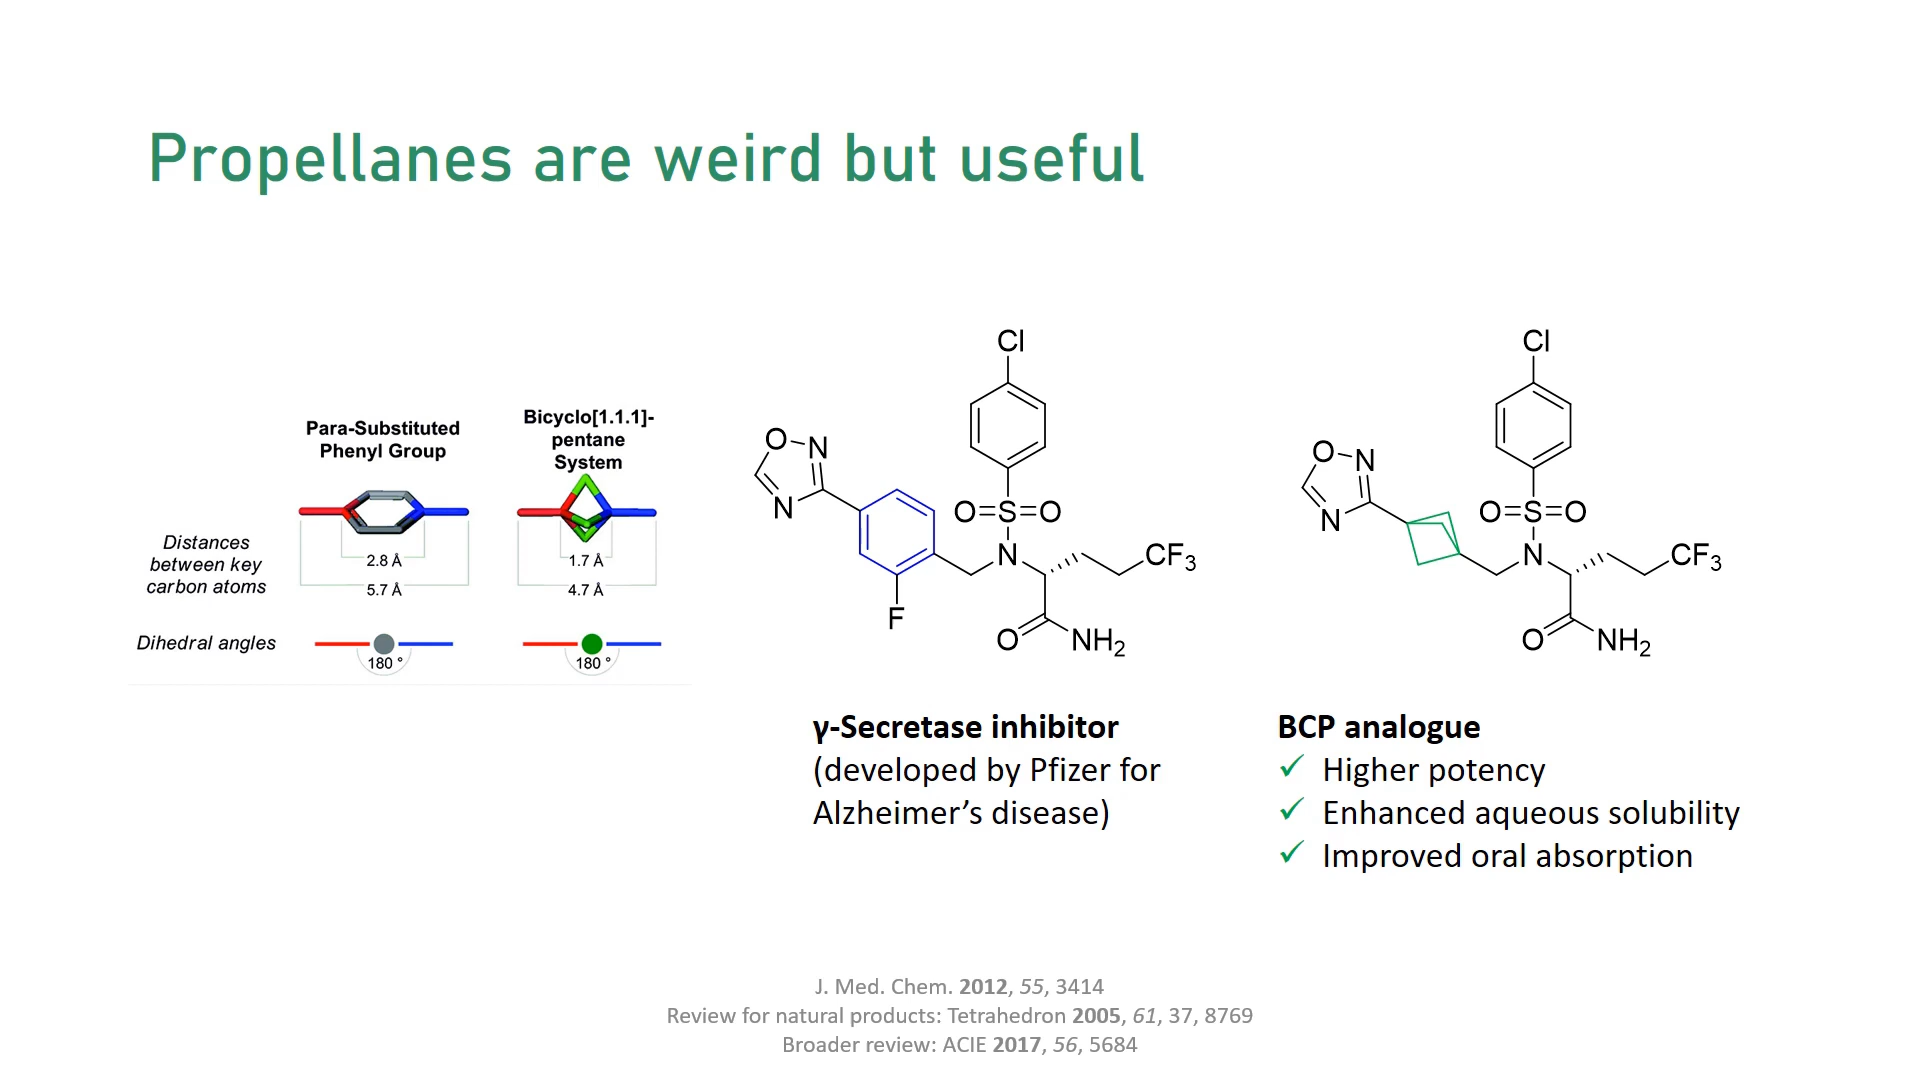 Propellanes are weird but useful
Para-Substituted
Phenyl Group
Bicyclo[1.1.1]-
pentane
System
Distances
between key
carbon atoms
2.8 Å
5.7 Å
1.7 Å
4.7 Å
Dihedral angles
180 °
180 °
Cl
O
N
N
O=S=O
N
CF3
F
O
NH2
Cl
O
N
N
O=S=O
N
CF3
O
NH2
γ-Secretase inhibitor
(developed by Pfizer for
Alzheimer’s disease)
BCP analogue
✓ Higher potency
✓ Enhanced aqueous solubility
✓ Improved oral absorption
J. Med. Chem. 2012, 55, 3414
Review for natural products: Tetrahedron 2005, 61, 37, 8769
Broader review: ACIE 2017, 56, 5684